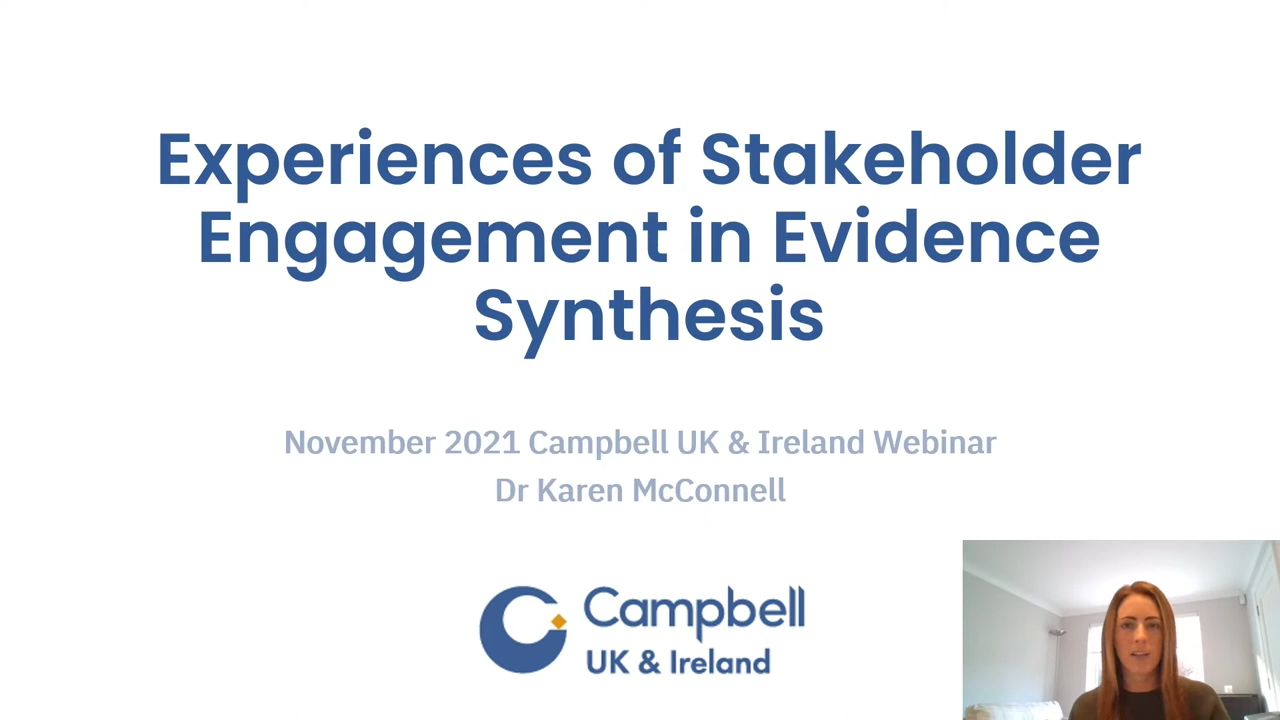 Experiences of Stakeholder
Engagement in Evidence
Synthesis
November 2021 Campbell UK & Ireland Webinar
Dr Karen McConnell
Campbell
UK & Ireland